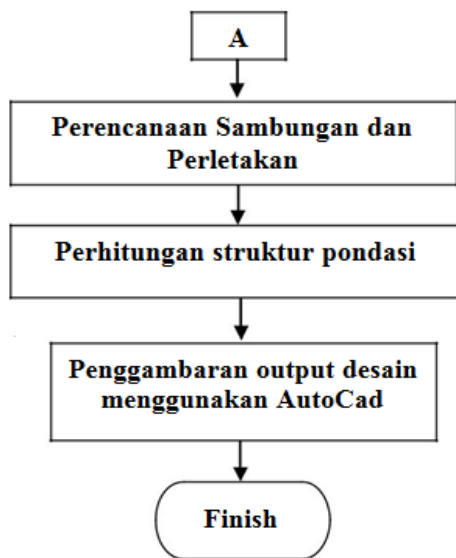 A
Perencanaan Sambungan dan
Perletakan
Perhitungan struktur pondasi
Penggambaran output desain
menggunakan AutoCad
Finish